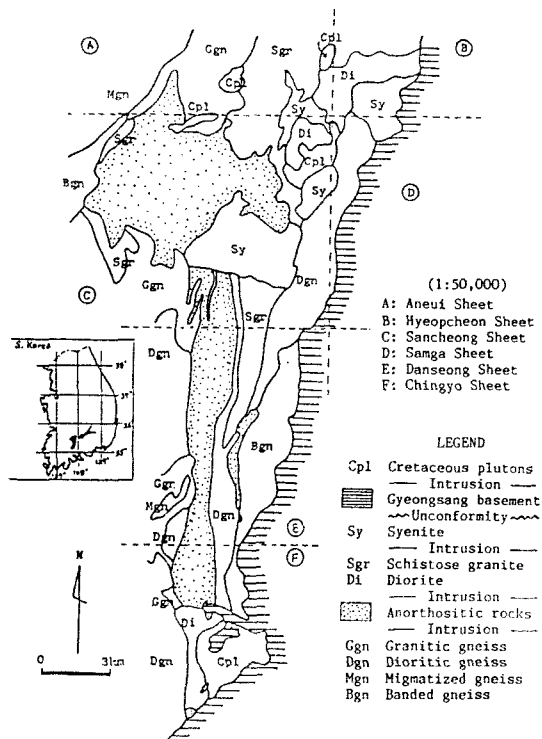 Cpl
A
Ggn
Sgr
B
Cpl
Di
Mgn
Cpl
Sy
Sy
Sgr
Di
Cpl
Bgn
Sy
D
Sgr
Sy
Dgn
Ggn
C
(1:50,000)
A: Aneui Sheet
B: Hyeopcheon Sheet
C: Sancheong Sheet
D: Samga Sheet
E: Danseong Sheet
F: Chingyo Sheet
Sgr
Dgn
S. Korea
Bgn
LEGEND
Cpl Cretaceous plutons
Intrusion
Gyeongsang basement
Unconformity
Sy Syenite
Intrusion
Sgr Schistose granite
Di Diorite
Intrusion
Anorthositic rocks
Intrusion
Ggn Granitic gneiss
Dgn Dioritic gneiss
Mgn Migmatized gneiss
Bgn Banded gneiss
Ggr
Mgn
Dgn
E
Dgn
F
N
Ggn
Di
Dgn
Cpl
0